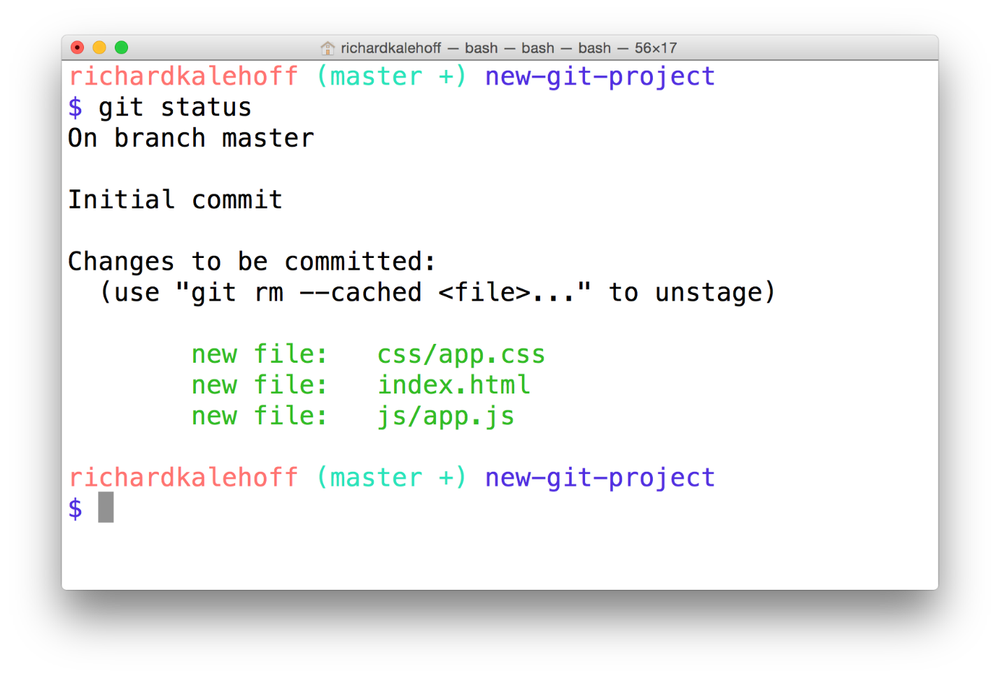 richardkalehoff — bash — bash — bash — 56×17
richardkalehoff (master +) new-git-project
$ git status
On branch master
Initial commit
Changes to be committed:
  (use "git rm --cached <file>..." to unstage)
        new file:   css/app.css
        new file:   index.html
        new file:   js/app.js
richardkalehoff (master +) new-git-project
$